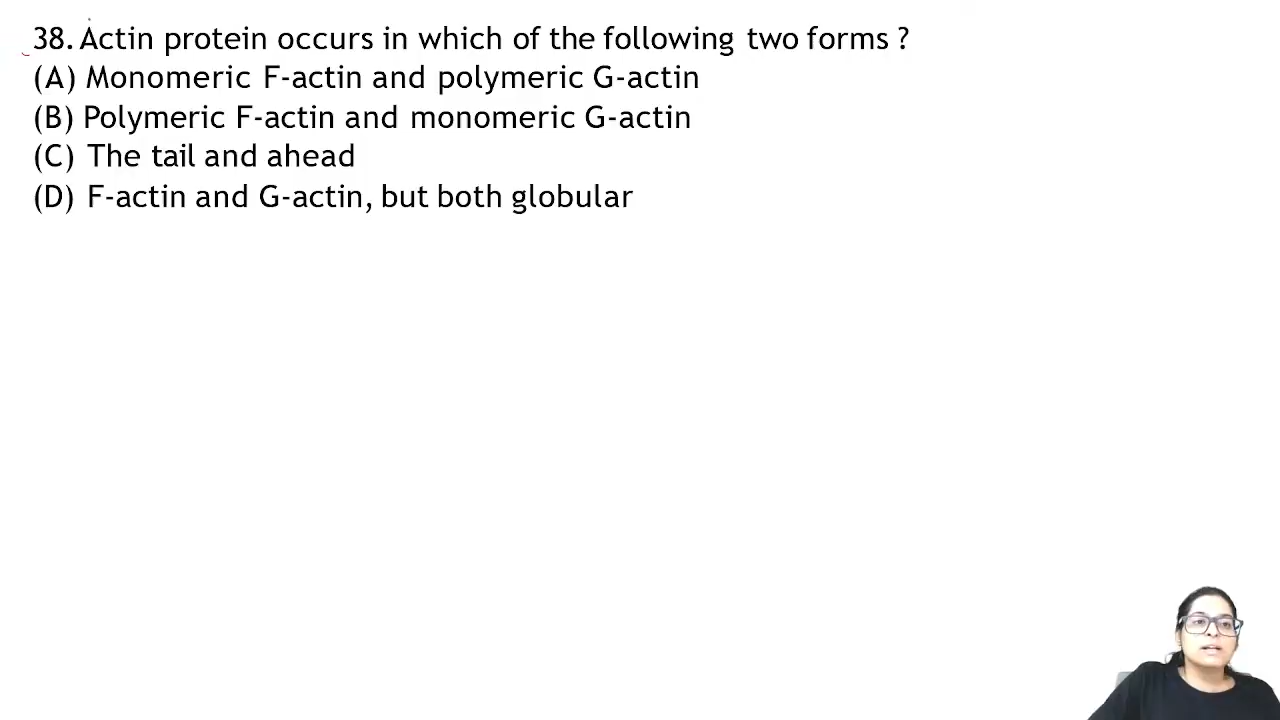 38. Actin protein occurs in which of the following two forms ?
(A) Monomeric F-actin and polymeric G-actin
(B) Polymeric F-actin and monomeric G-actin
(C) The tail and ahead
(D) F-actin and G-actin, but both globular